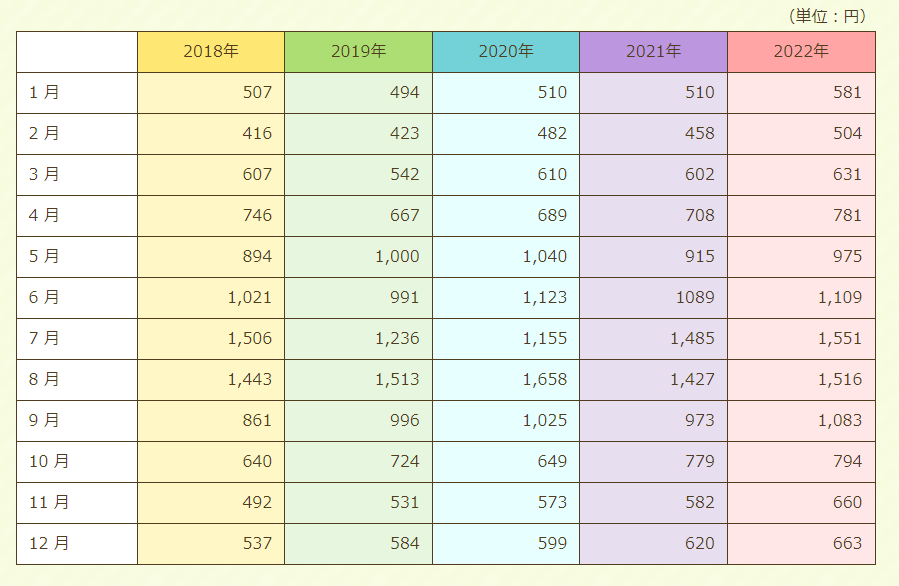 （単位：円）
2018年 2019年 2020年 2021年 2022年
1 月 507 494 510 510 581
2 月 416 423 482 458 504
3 月 607 542 610 602 631
4 月 746 667 689 708 781
5 月 894 1,000 1,040 915 975
6 月 1,021 991 1,123 1089 1,109
7 月 1,506 1,236 1,155 1,485 1,551
8 月 1,443 1,513 1,658 1,427 1,516
9 月 861 996 1,025 973 1,083
10 月 640 724 649 779 794
11 月 492 531 573 582 660
12 月 537 584 599 620 663